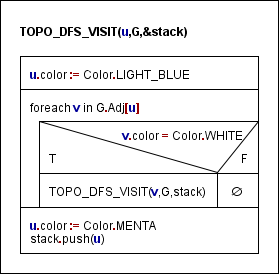 TOPO_DFS_VISIT(u,G,&stack)
u.color := Color.LIGHT_BLUE
foreach v in G.Adj[u]
v.color = Color.WHITE
T F
TOPO_DFS_VISIT(v,G,stack) ∅
u.color := Color.MENTA
stack.push(u)